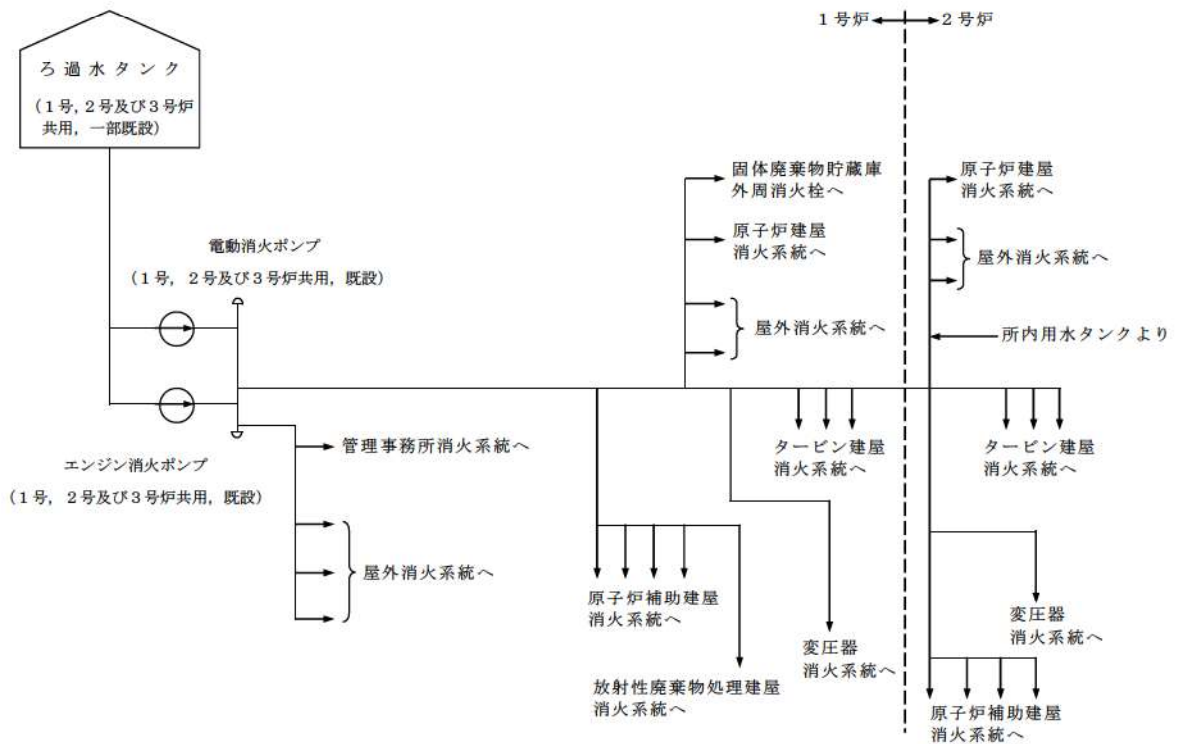 1号炉
2号炉
ろ過水タンク
（1号，2号及び3号炉
共用，一部既設）
電動消火ポンプ
（1号，2号及び3号炉共用，既設）
エンジン消火ポンプ
（1号，2号及び3号炉共用，既設）
管理事務所消火系統へ
屋外消火系統へ
固体廃棄物貯蔵庫
外周消火栓へ
原子炉建屋
消火系統へ
屋外消火系統へ
タービン建屋
消火系統へ
原子炉補助建屋
消火系統へ
放射性廃棄物処理建屋
消火系統へ
変圧器
消火系統へ
原子炉建屋
消火系統へ
屋外消火系統へ
所内用水タンクより
タービン建屋
消火系統へ
変圧器
消火系統へ
原子炉補助建屋
消火系統へ